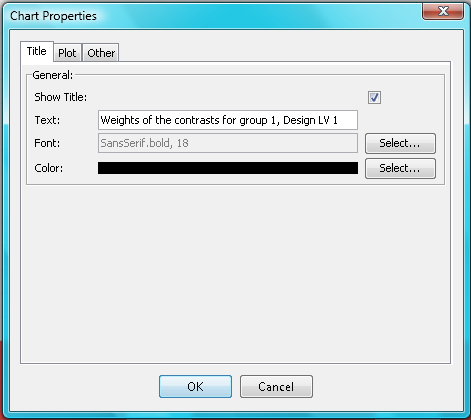 Chart Properties
Title Plot Other
General:
Show Title:
Text: Weights of the contrasts for group 1, Design LV 1
Font: SansSerif.bold, 18 Select...
Color: Select...
OK Cancel